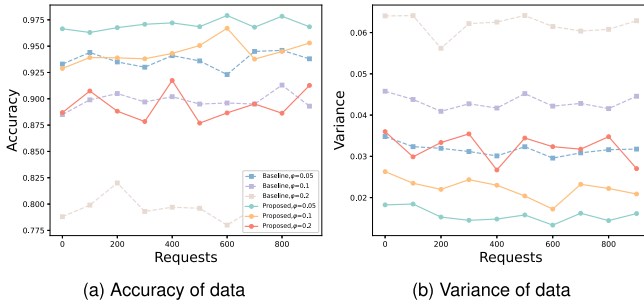 0.975
0.950
0.925
0.900
0.875
0.850
0.825
0.800
0.775
Accuracy
0 200 400 600 800
Requests
Baseline,φ=0.05
Baseline,φ=0.1
Baseline,φ=0.2
Proposed,φ=0.05
Proposed,φ=0.1
Proposed,φ=0.2
(a) Accuracy of data
0.06
0.05
0.04
0.03
0.02
Variance
0 200 400 600 800
Requests
(b) Variance of data